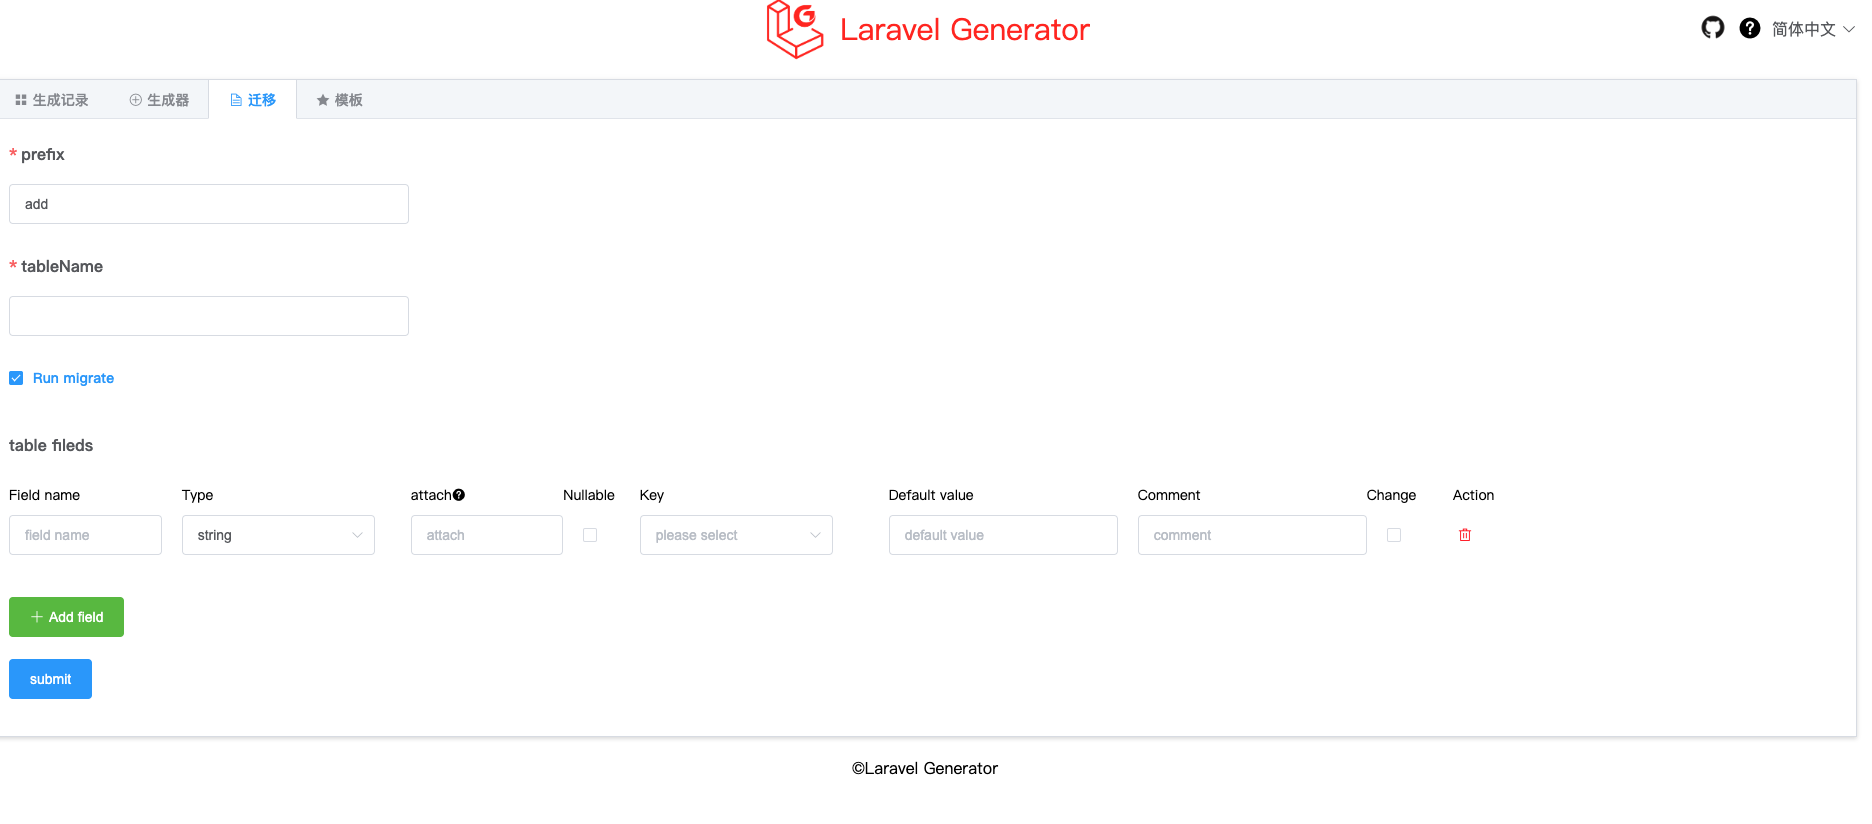 Laravel Generator
简体中文
生成记录 生成器 迁移 模板
* prefix
add
* tableName
Run migrate
table fileds
Field name Type attach Nullable Key Default value Comment Change Action
field name string attach please select default value comment
Add field
submit
©Laravel Generator